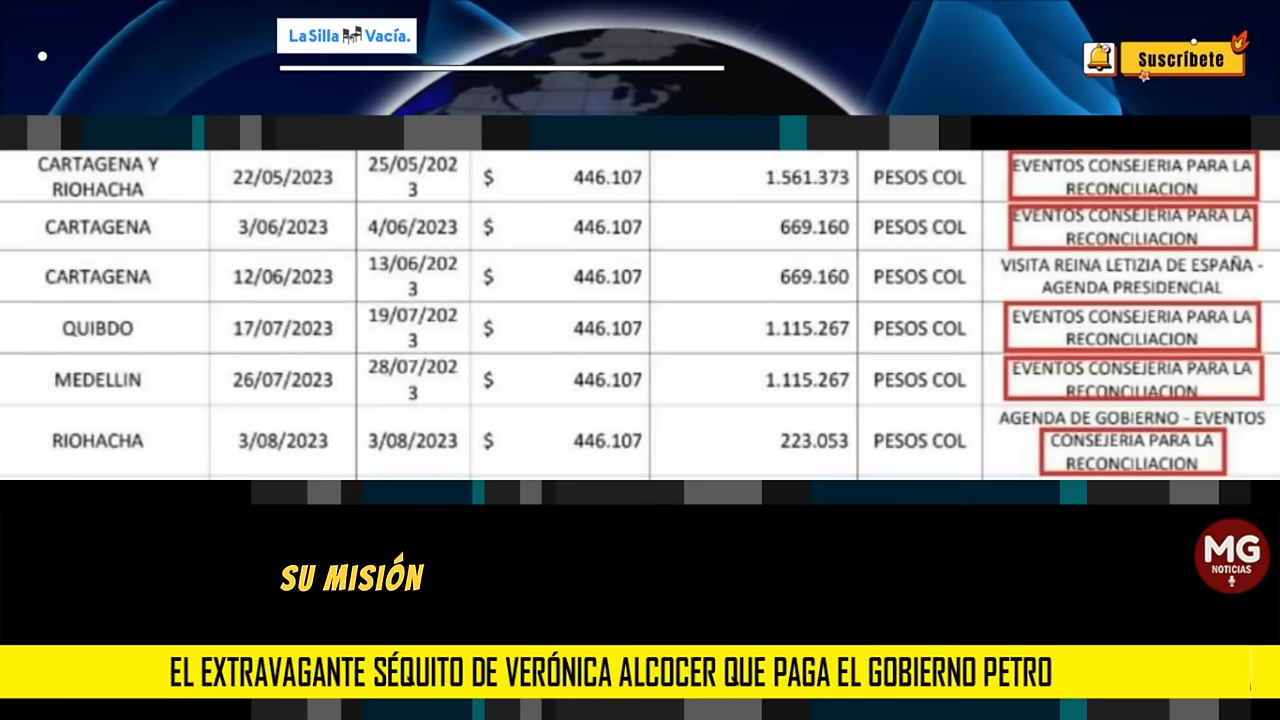 La Silla Vacía.
Suscríbete
CARTAGENA Y
RIOHACHA
22/05/2023
25/05/202
3
$ 446.107
1.561.373
PESOS COL
EVENTOS CONSEJERIA PARA LA
RECONCILIACION
CARTAGENA
3/06/2023
4/06/2023
$ 446.107
669.160
PESOS COL
EVENTOS CONSEJERIA PARA LA
RECONCILIACION
CARTAGENA
12/06/2023
13/06/202
3
$ 446.107
669.160
PESOS COL
VISITA REINA LETIZIA DE ESPAÑA -
AGENDA PRESIDENCIAL
QUIBDO
17/07/2023
19/07/202
3
$ 446.107
1.115.267
PESOS COL
EVENTOS CONSEJERIA PARA LA
RECONCILIACION
MEDELLIN
26/07/2023
28/07/202
3
$ 446.107
1.115.267
PESOS COL
EVENTOS CONSEJERIA PARA LA
RECONCILIACION
RIOHACHA
3/08/2023
3/08/2023
$ 446.107
223.053
PESOS COL
AGENDA DE GOBIERNO - EVENTOS
CONSEJERIA PARA LA
RECONCILIACION
SU MISIÓN
MG
NOTICIAS
EL EXTRAVAGANTE SÉQUITO DE VERÓNICA ALCOCER QUE PAGA EL GOBIERNO PETRO